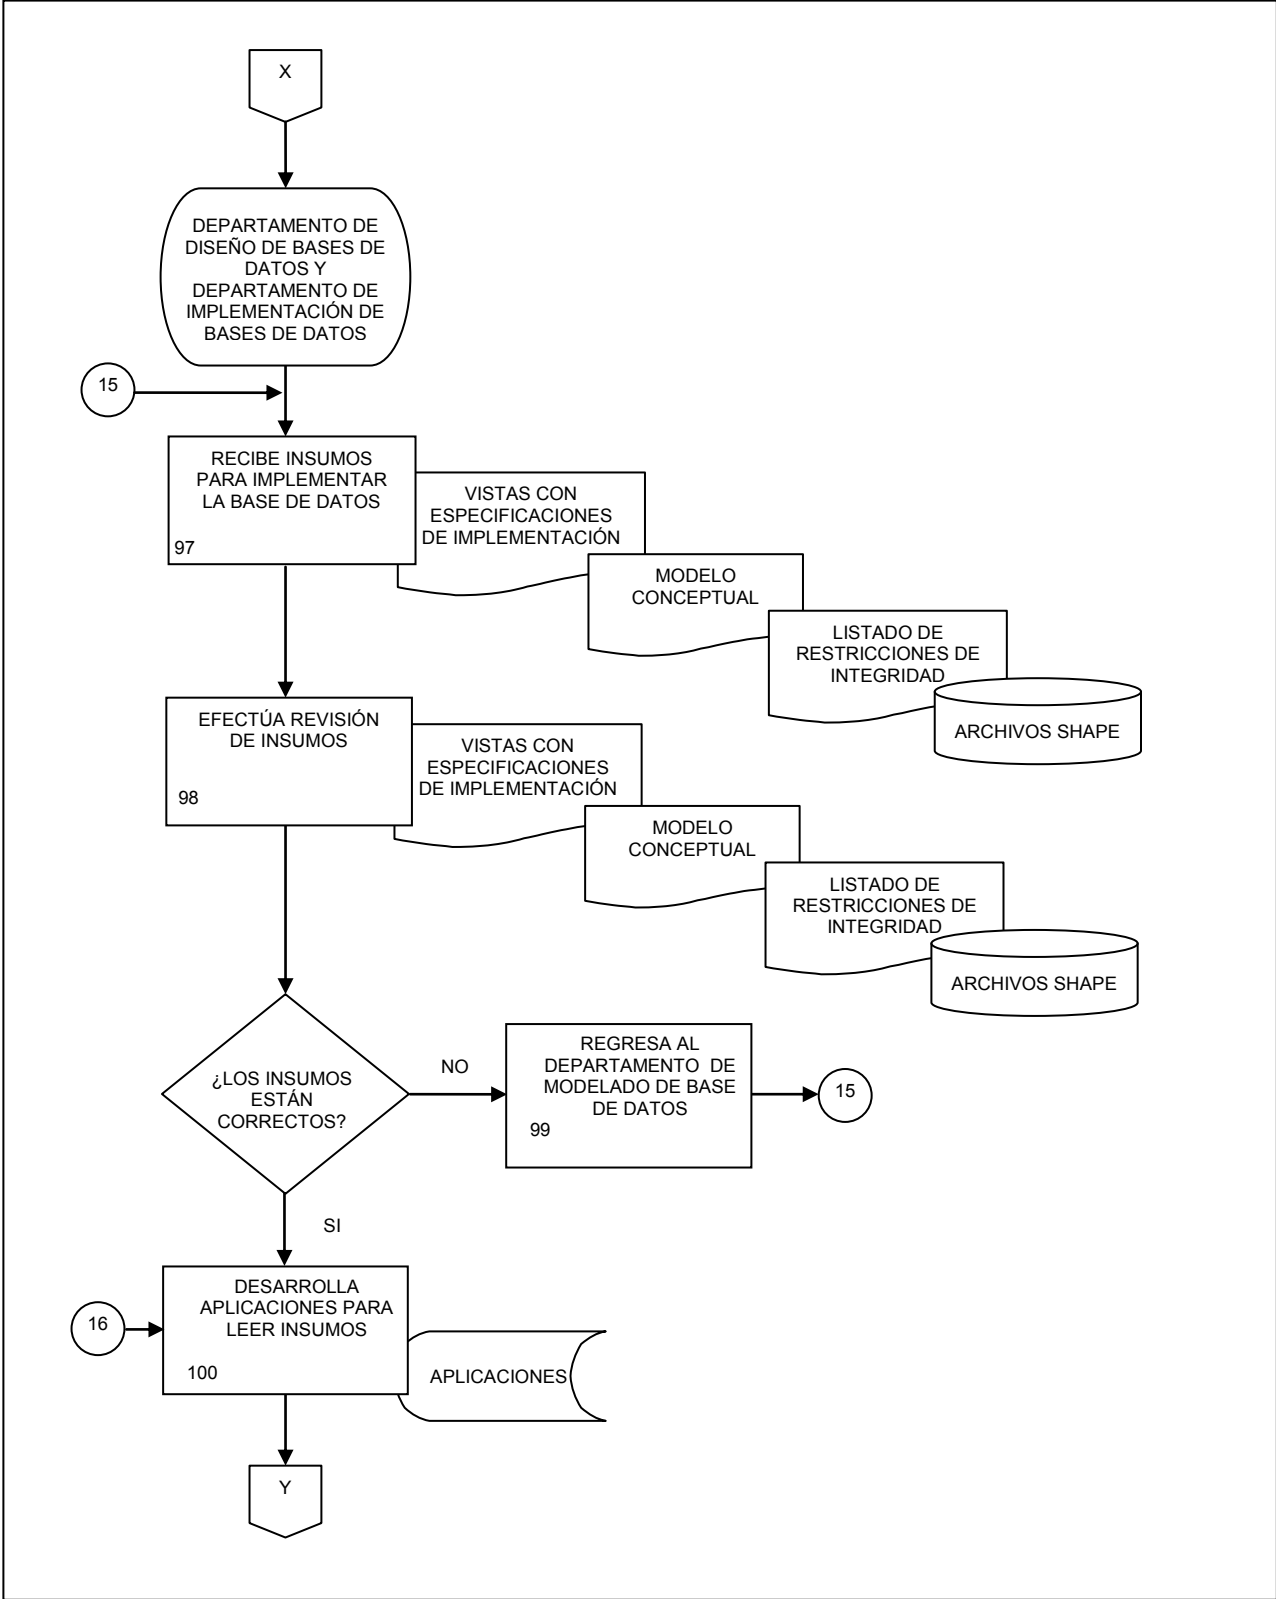 X
DEPARTAMENTO DE
DISEÑO DE BASES DE
DATOS Y
DEPARTAMENTO DE
IMPLEMENTACIÓN DE
BASES DE DATOS
15
RECIBE INSUMOS
PARA IMPLEMENTAR
LA BASE DE DATOS
97
VISTAS CON
ESPECIFICACIONES
DE IMPLEMENTACIÓN
MODELO
CONCEPTUAL
LISTADO DE
RESTRICCIONES DE
INTEGRIDAD
ARCHIVOS SHAPE
EFECTÚA REVISIÓN
DE INSUMOS
98
VISTAS CON
ESPECIFICACIONES
DE IMPLEMENTACIÓN
MODELO
CONCEPTUAL
LISTADO DE
RESTRICCIONES DE
INTEGRIDAD
ARCHIVOS SHAPE
¿LOS INSUMOS
ESTÁN
CORRECTOS?
NO
REGRESA AL
DEPARTAMENTO DE
MODELADO DE BASE
DE DATOS
99
15
SI
16
DESARROLLA
APLICACIONES PARA
LEER INSUMOS
100
APLICACIONES
Y